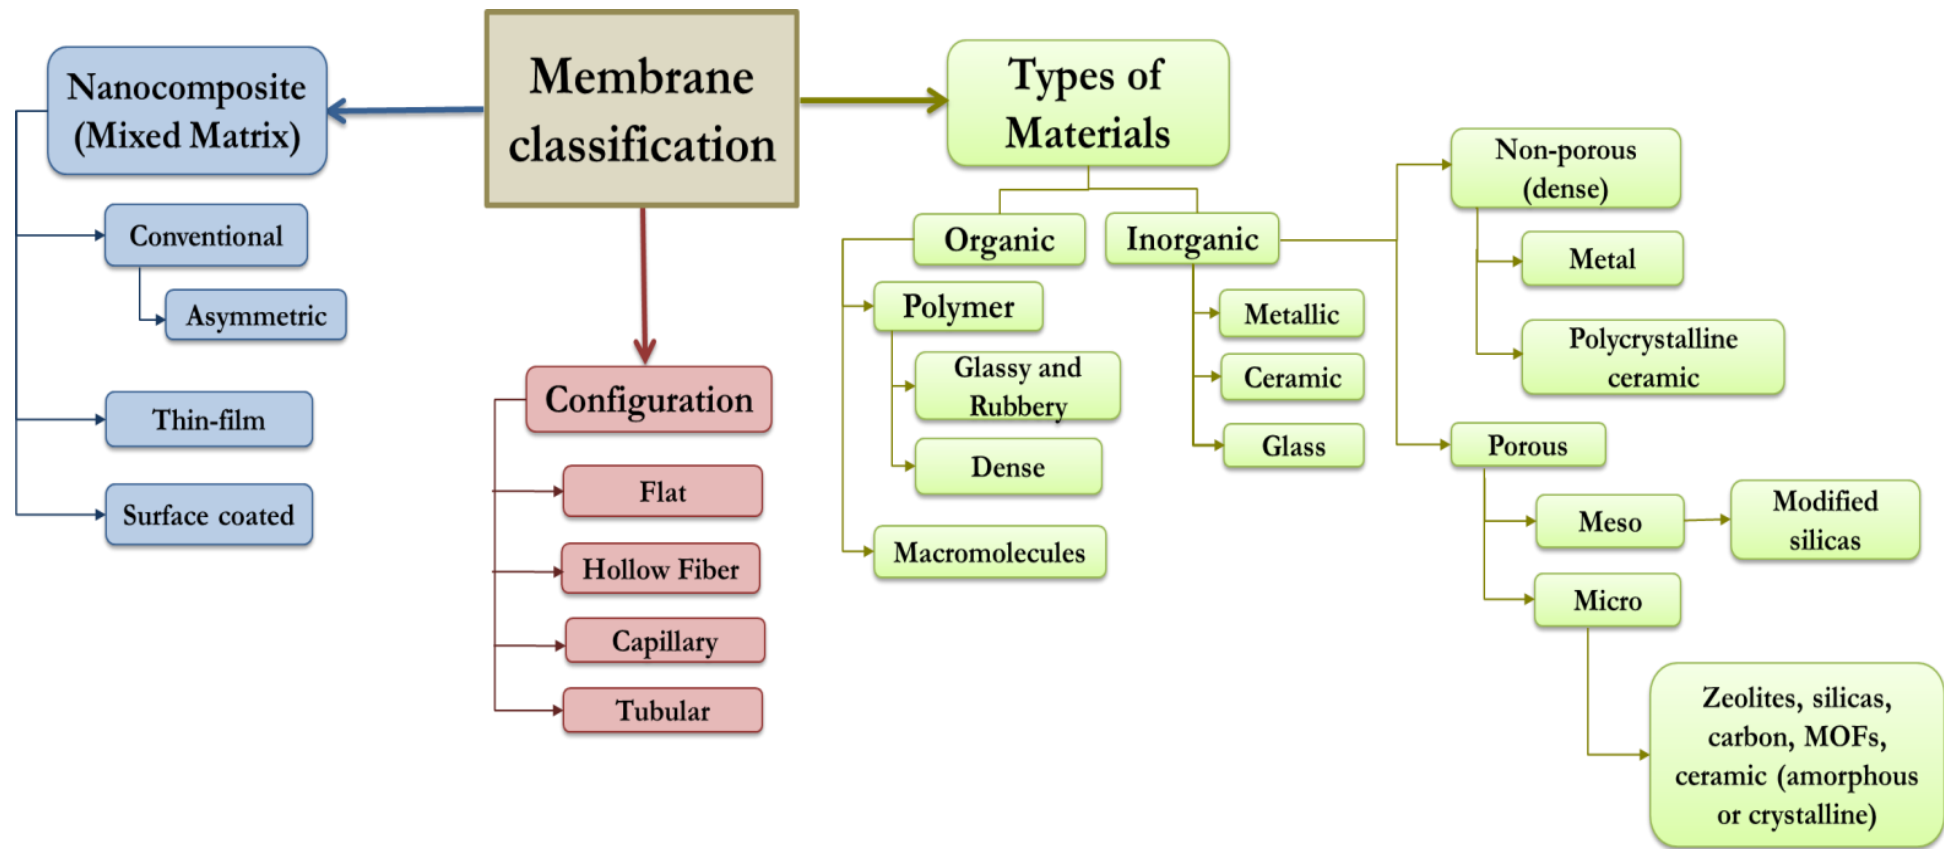 Membrane
classification
Nanocomposite
(Mixed Matrix)
Conventional
Asymmetric
Thin-film
Surface coated
Configuration
Flat
Hollow Fiber
Capillary
Tubular
Types of
Materials
Organic
Polymer
Glassy and
Rubbery
Dense
Macromolecules
Inorganic
Metallic
Ceramic
Glass
Non-porous
(dense)
Metal
Polycrystalline
ceramic
Porous
Meso
Modified
silicas
Micro
Zeolites, silicas,
carbon, MOFs,
ceramic (amorphous
or crystalline)